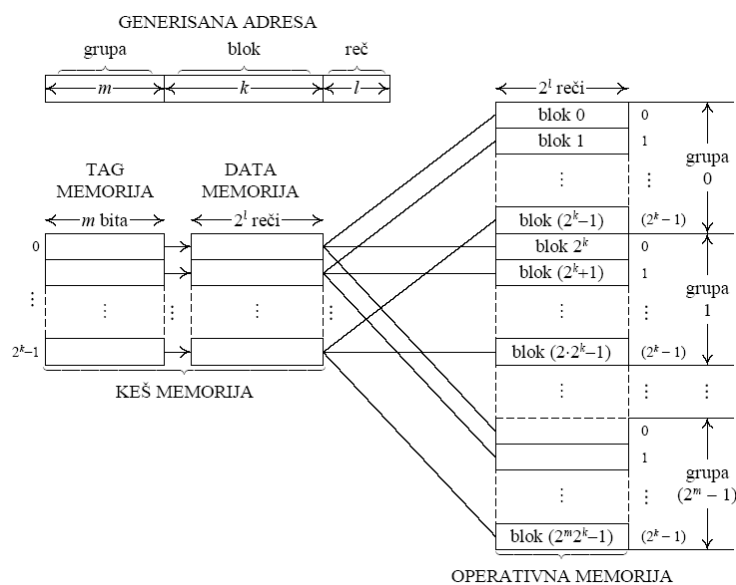 GENERISANA ADRESA
grupa blok reč
m k l
2^l reči
blok 0 0
blok 1 1
grupa
0
⋮ ⋮
blok (2^k–1) (2^k – 1)
TAG
MEMORIJA
DATA
MEMORIJA
m bita 2^l reči
0
⋮ ⋮ ⋮ ⋮ ⋮
2^k–1
KEŠ MEMORIJA
blok 2^k 0
blok (2^k+1) 1
grupa
1
⋮ ⋮
blok (2·2^k–1) (2^k – 1)
⋮ ⋮ ⋮
0
1
grupa
(2^m – 1)
⋮ ⋮
blok (2^m2^k–1) (2^k – 1)
OPERATIVNA MEMORIJA